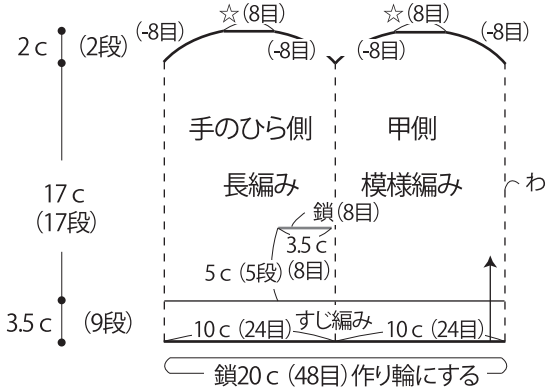 ☆(8目) ☆(8目)
(-8目) (-8目) (-8目) (-8目)
2c (2段)
手のひら側 甲側
長編み 模様編み わ
17c
(17段)
鎖(8目)
3.5c
5c(5段)(8目)
3.5c (9段)
すじ編み
10c(24目) 10c(24目)
鎖20c(48目)作り輪にする